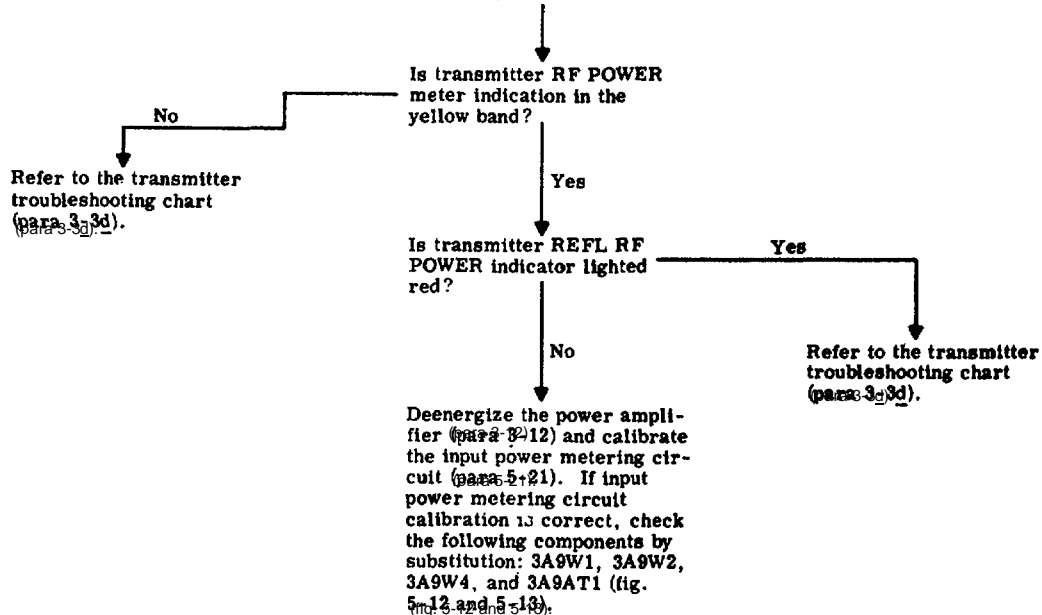 Is transmitter RF POWER
meter indication in the
yellow band?
No
Refer to the transmitter
troubleshooting chart
(para 3-3d).
Yes
Is transmitter REFL RF
POWER indicator lighted
red?
Yes
No
Refer to the transmitter
troubleshooting chart
(para 3-3d).
Deenergize the power ampli-
fier (para 3-12) and calibrate
the input power metering cir-
cuit (para 5-21). If input
power metering circuit
calibration is correct, check
the following components by
substitution: 3A9W1, 3A9W2,
3A9W4, and 3A9AT1 (fig.
5-12 and 5-13).